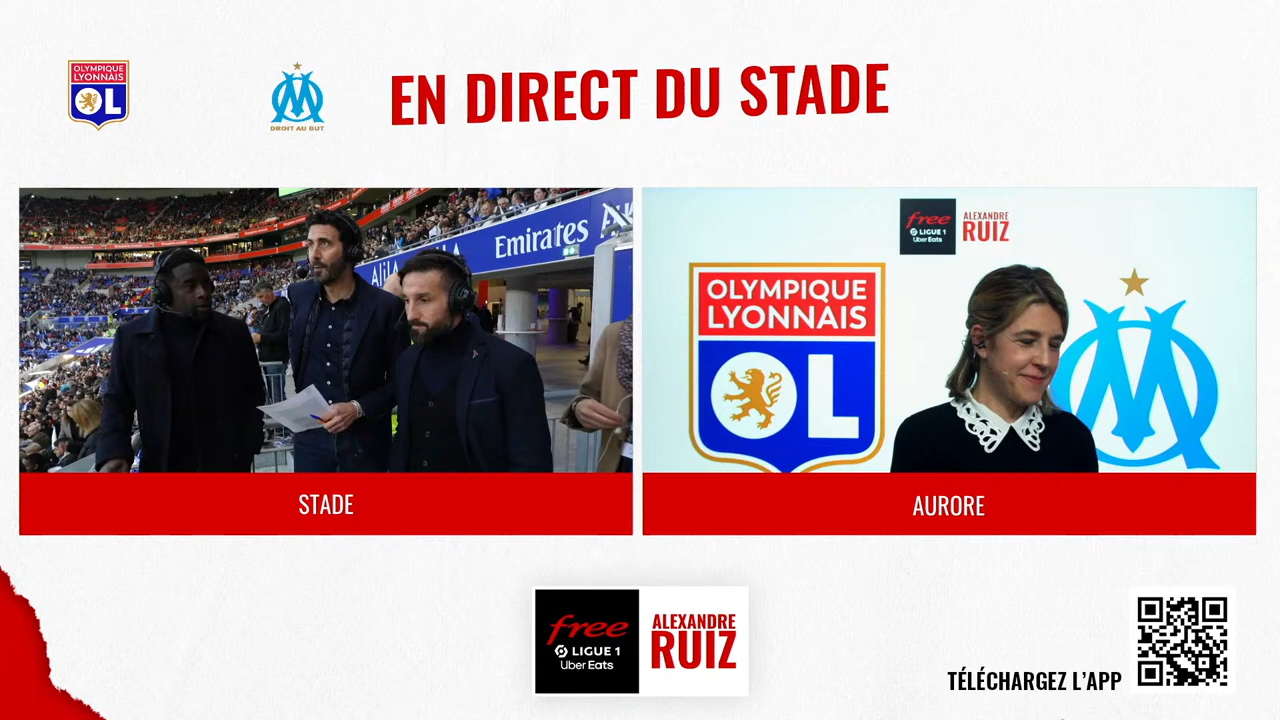 OLYMPIQUE
LYONNAIS
OL
DROIT AU BUT
EN DIRECT DU STADE
Emirates
free
LIGUE 1
Uber Eats
ALEXANDRE
RUIZ
OLYMPIQUE
LYONNAIS
OL
STADE
AURORE
free
LIGUE 1
Uber Eats
ALEXANDRE
RUIZ
TÉLÉCHARGEZ L'APP